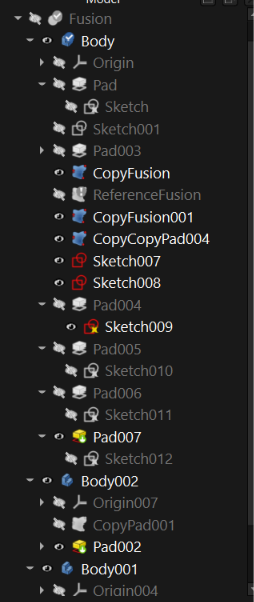 Model
Fusion
Body
Origin
Pad
Sketch
Sketch001
Pad003
CopyFusion
ReferenceFusion
CopyFusion001
CopyCopyPad004
Sketch007
Sketch008
Pad004
Sketch009
Pad005
Sketch010
Pad006
Sketch011
Pad007
Sketch012
Body002
Origin007
CopyPad001
Pad002
Body001
Origin004